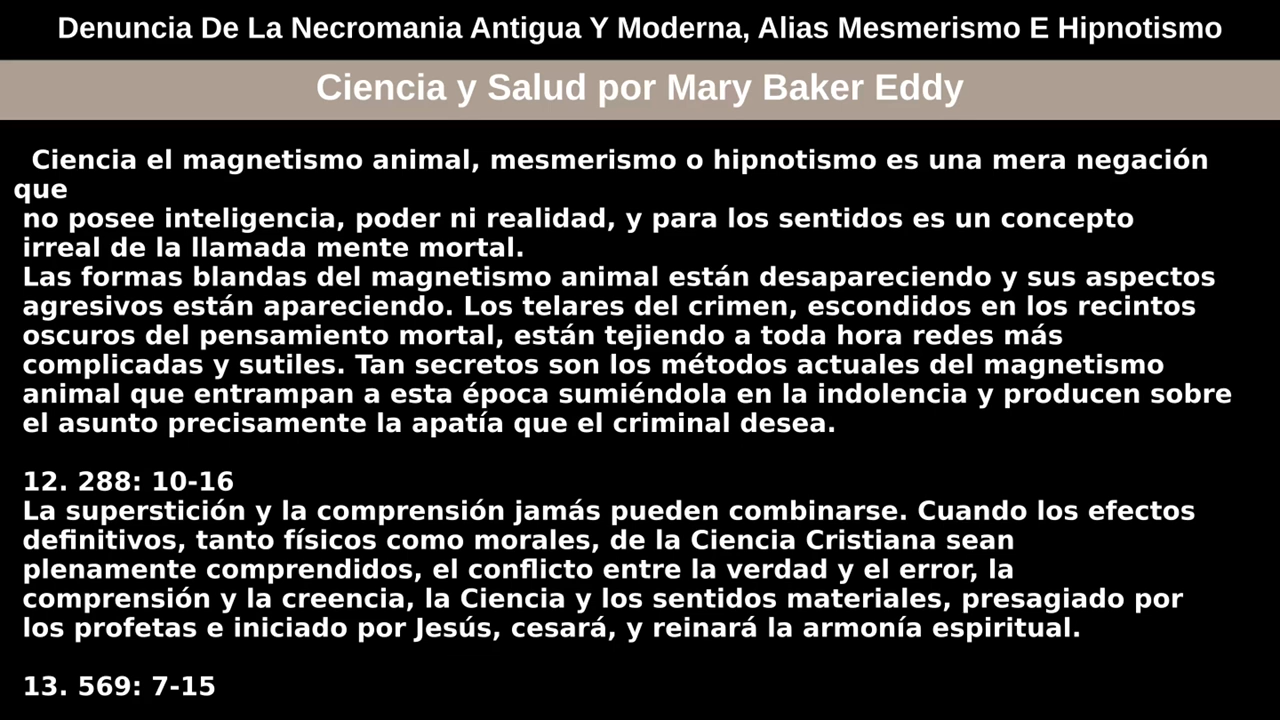 Denuncia De La Necromania Antigua Y Moderna, Alias Mesmerismo E Hipnotismo
Ciencia y Salud por Mary Baker Eddy
Ciencia el magnetismo animal, mesmerismo o hipnotismo es una mera negación
que
no posee inteligencia, poder ni realidad, y para los sentidos es un concepto
irreal de la llamada mente mortal.
Las formas blandas del magnetismo animal están desapareciendo y sus aspectos
agresivos están apareciendo. Los telares del crimen, escondidos en los recintos
oscuros del pensamiento mortal, están tejiendo a toda hora redes más
complicadas y sutiles. Tan secretos son los métodos actuales del magnetismo
animal que entrampan a esta época sumiéndola en la indolencia y producen sobre
el asunto precisamente la apatía que el criminal desea.
12. 288: 10-16
La superstición y la comprensión jamás pueden combinarse. Cuando los efectos
definitivos, tanto físicos como morales, de la Ciencia Cristiana sean
plenamente comprendidos, el conflicto entre la verdad y el error, la
comprensión y la creencia, la Ciencia y los sentidos materiales, presagiado por
los profetas e iniciado por Jesús, cesará, y reinará la armonía espiritual.
13. 569: 7-15